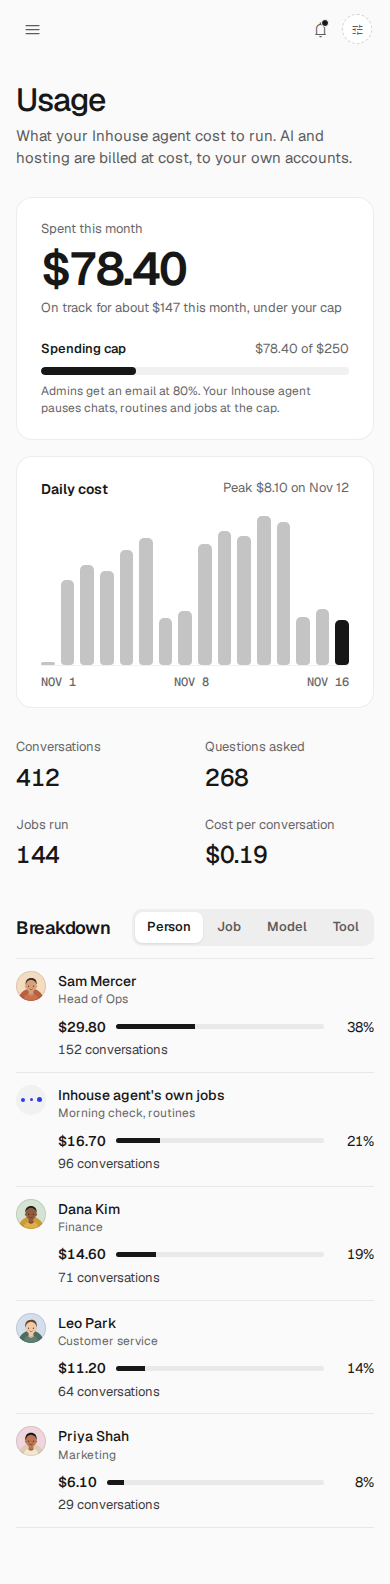 Usage
What your Inhouse agent cost to run. AI and
hosting are billed at cost, to your own accounts.
Spent this month
$78.40
On track for about $147 this month, under your cap
Spending cap
$78.40 of $250
Admins get an email at 80%. Your Inhouse agent
pauses chats, routines and jobs at the cap.
Daily cost
Peak $8.10 on Nov 12
NOV 1
NOV 8
NOV 16
Conversations
412
Questions asked
268
Jobs run
144
Cost per conversation
$0.19
Breakdown
Person
Job
Model
Tool
Sam Mercer
Head of Ops
$29.80
38%
152 conversations
Inhouse agent's own jobs
Morning check, routines
$16.70
21%
96 conversations
Dana Kim
Finance
$14.60
19%
71 conversations
Leo Park
Customer service
$11.20
14%
64 conversations
Priya Shah
Marketing
$6.10
8%
29 conversations